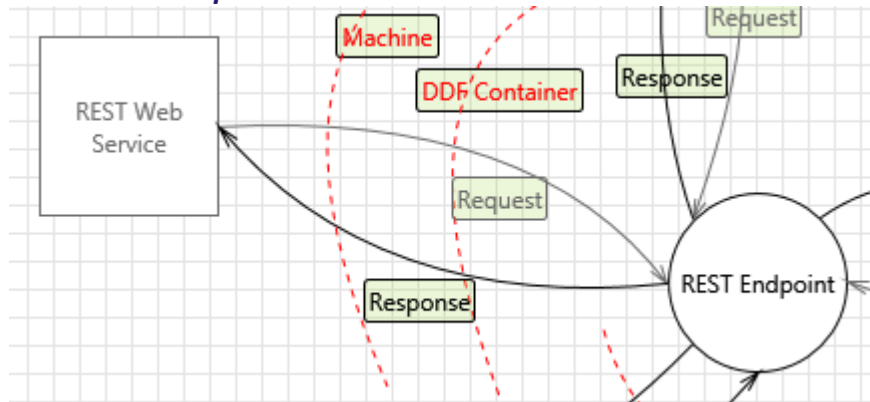 Request
Machine
Response
DDF Container
REST Web
Service
Request
REST Endpoint
Response